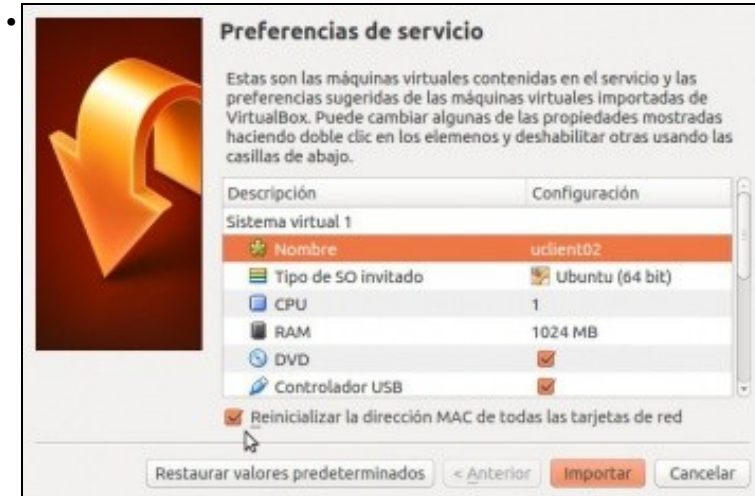 Preferencias de servicio
Estas son las máquinas virtuales contenidas en el servicio y las
preferencias sugeridas de las máquinas virtuales importadas de
VirtualBox. Puede cambiar algunas de las propiedades mostradas
haciendo doble clic en los elemenos y deshabilitar otras usando las
casillas de abajo.
Descripción Configuración
Sistema virtual 1
Nombre uclient02
Tipo de SO invitado Ubuntu (64 bit)
CPU 1
RAM 1024 MB
DVD
Controlador USB
Reinicializar la dirección MAC de todas las tarjetas de red
Restaurar valores predeterminados < Anterior Importar Cancelar